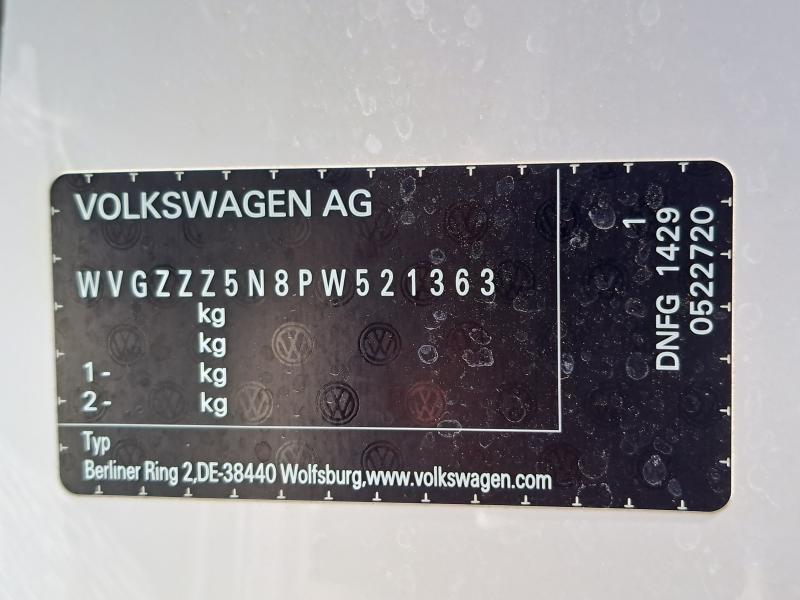 VOLKSWAGEN AG
WVGZZZ5N8PW521363
kg
kg
1- kg
2- kg
Typ
Berliner Ring 2,DE-38440 Wolfsburg,www.volkswagen.com
1
DNFG 1429
0522720